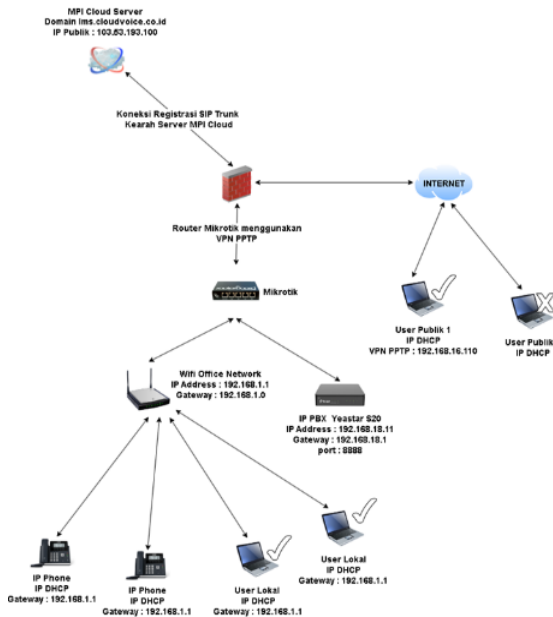 MPI Cloud Server
Domain lms.cloudvoice.co.id
IP Publik : 103.53.193.100
Koneksi Registrasi SIP Trunk
Kearah Server MPI Cloud
INTERNET
Router Mikrotik menggunakan
VPN PPTP
Mikrotik
User Publik 1
IP DHCP
VPN PPTP : 192.168.16.110
User Publik
IP DHCP
Wifi Office Network
IP Address : 192.168.1.1
Gateway : 192.168.1.0
IP PBX Yeastar S20
IP Address : 192.168.18.11
Gateway : 192.168.18.1
port : 8888
IP Phone
IP DHCP
Gateway : 192.168.1.1
IP Phone
IP DHCP
Gateway : 192.168.1.1
User Lokal
IP DHCP
Gateway : 192.168.1.1
User Lokal
IP DHCP
Gateway : 192.168.1.1